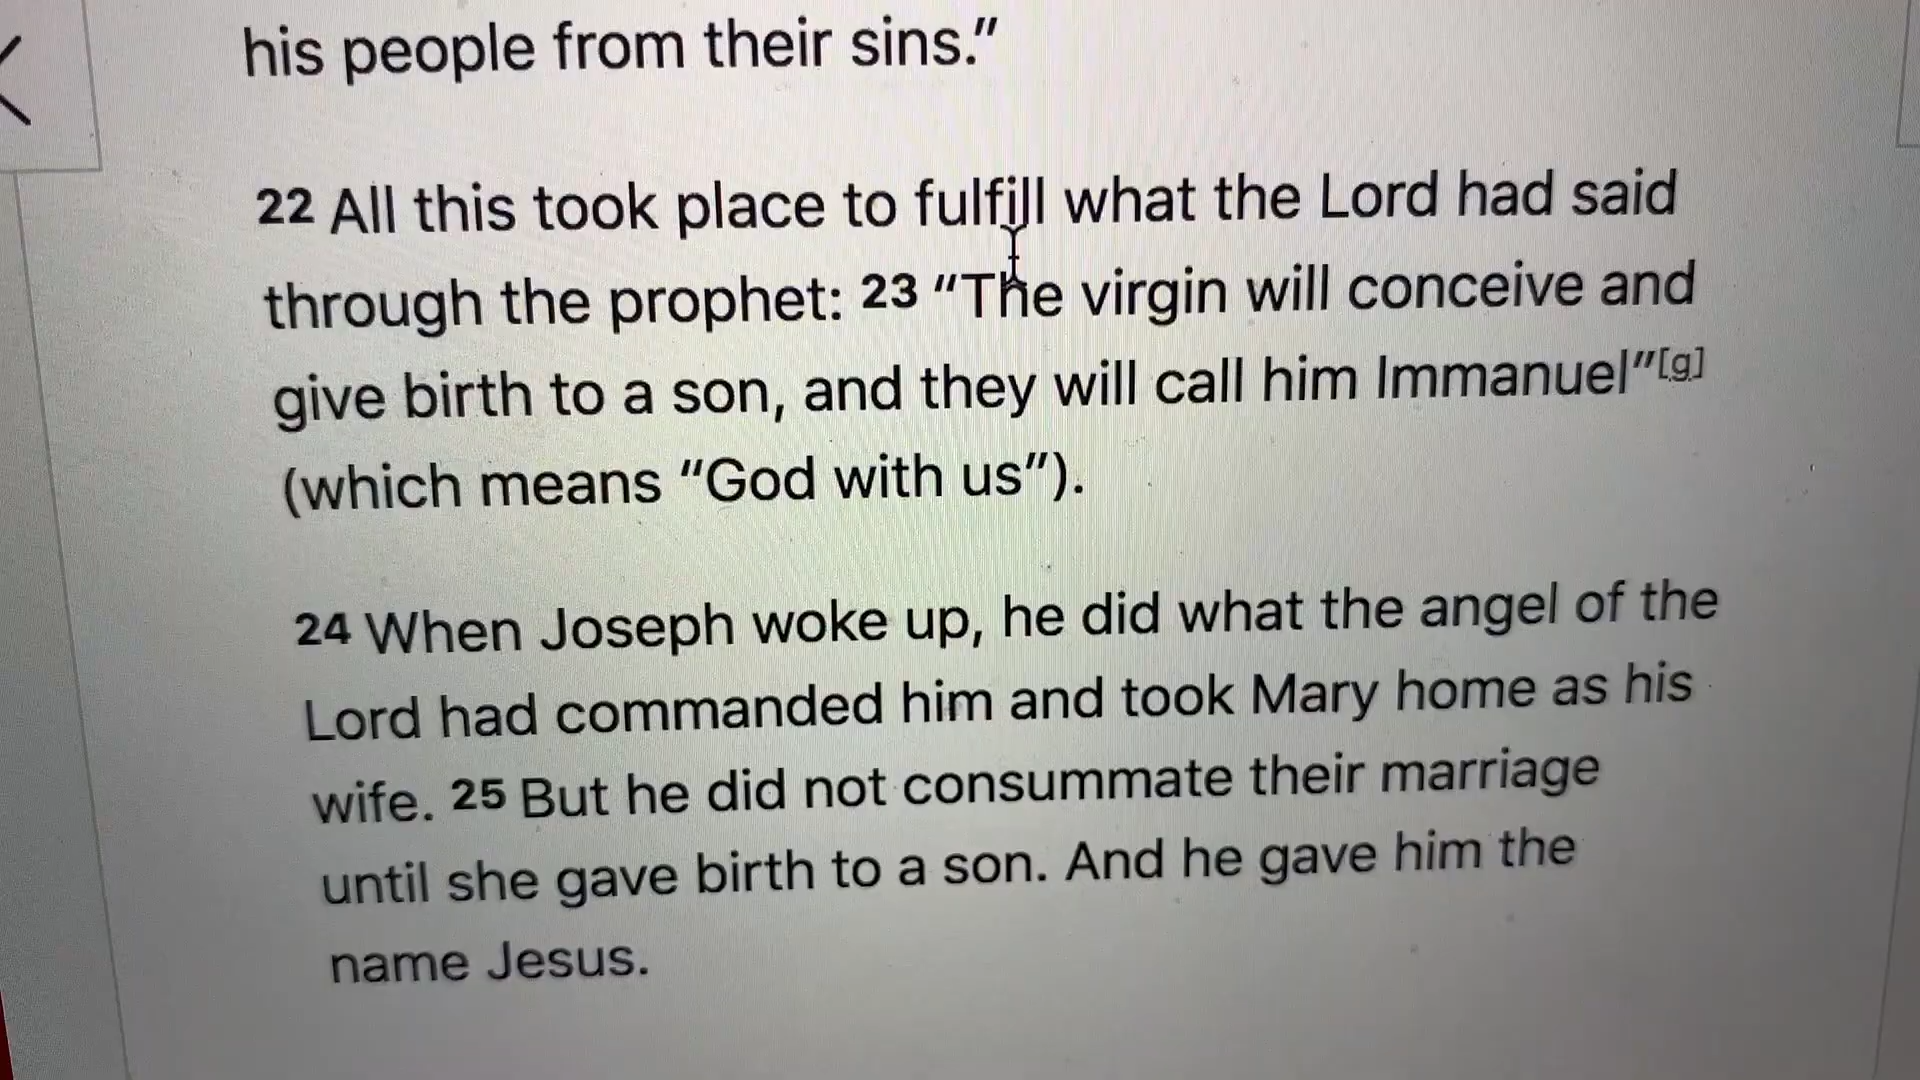 his people from their sins."
22 All this took place to fulfill what the Lord had said
through the prophet: 23 "The virgin will conceive and
give birth to a son, and they will call him Immanuel"[g]
(which means "God with us").
24 When Joseph woke up, he did what the angel of the
Lord had commanded him and took Mary home as his
wife. 25 But he did not consummate their marriage
until she gave birth to a son. And he gave him the
name Jesus.